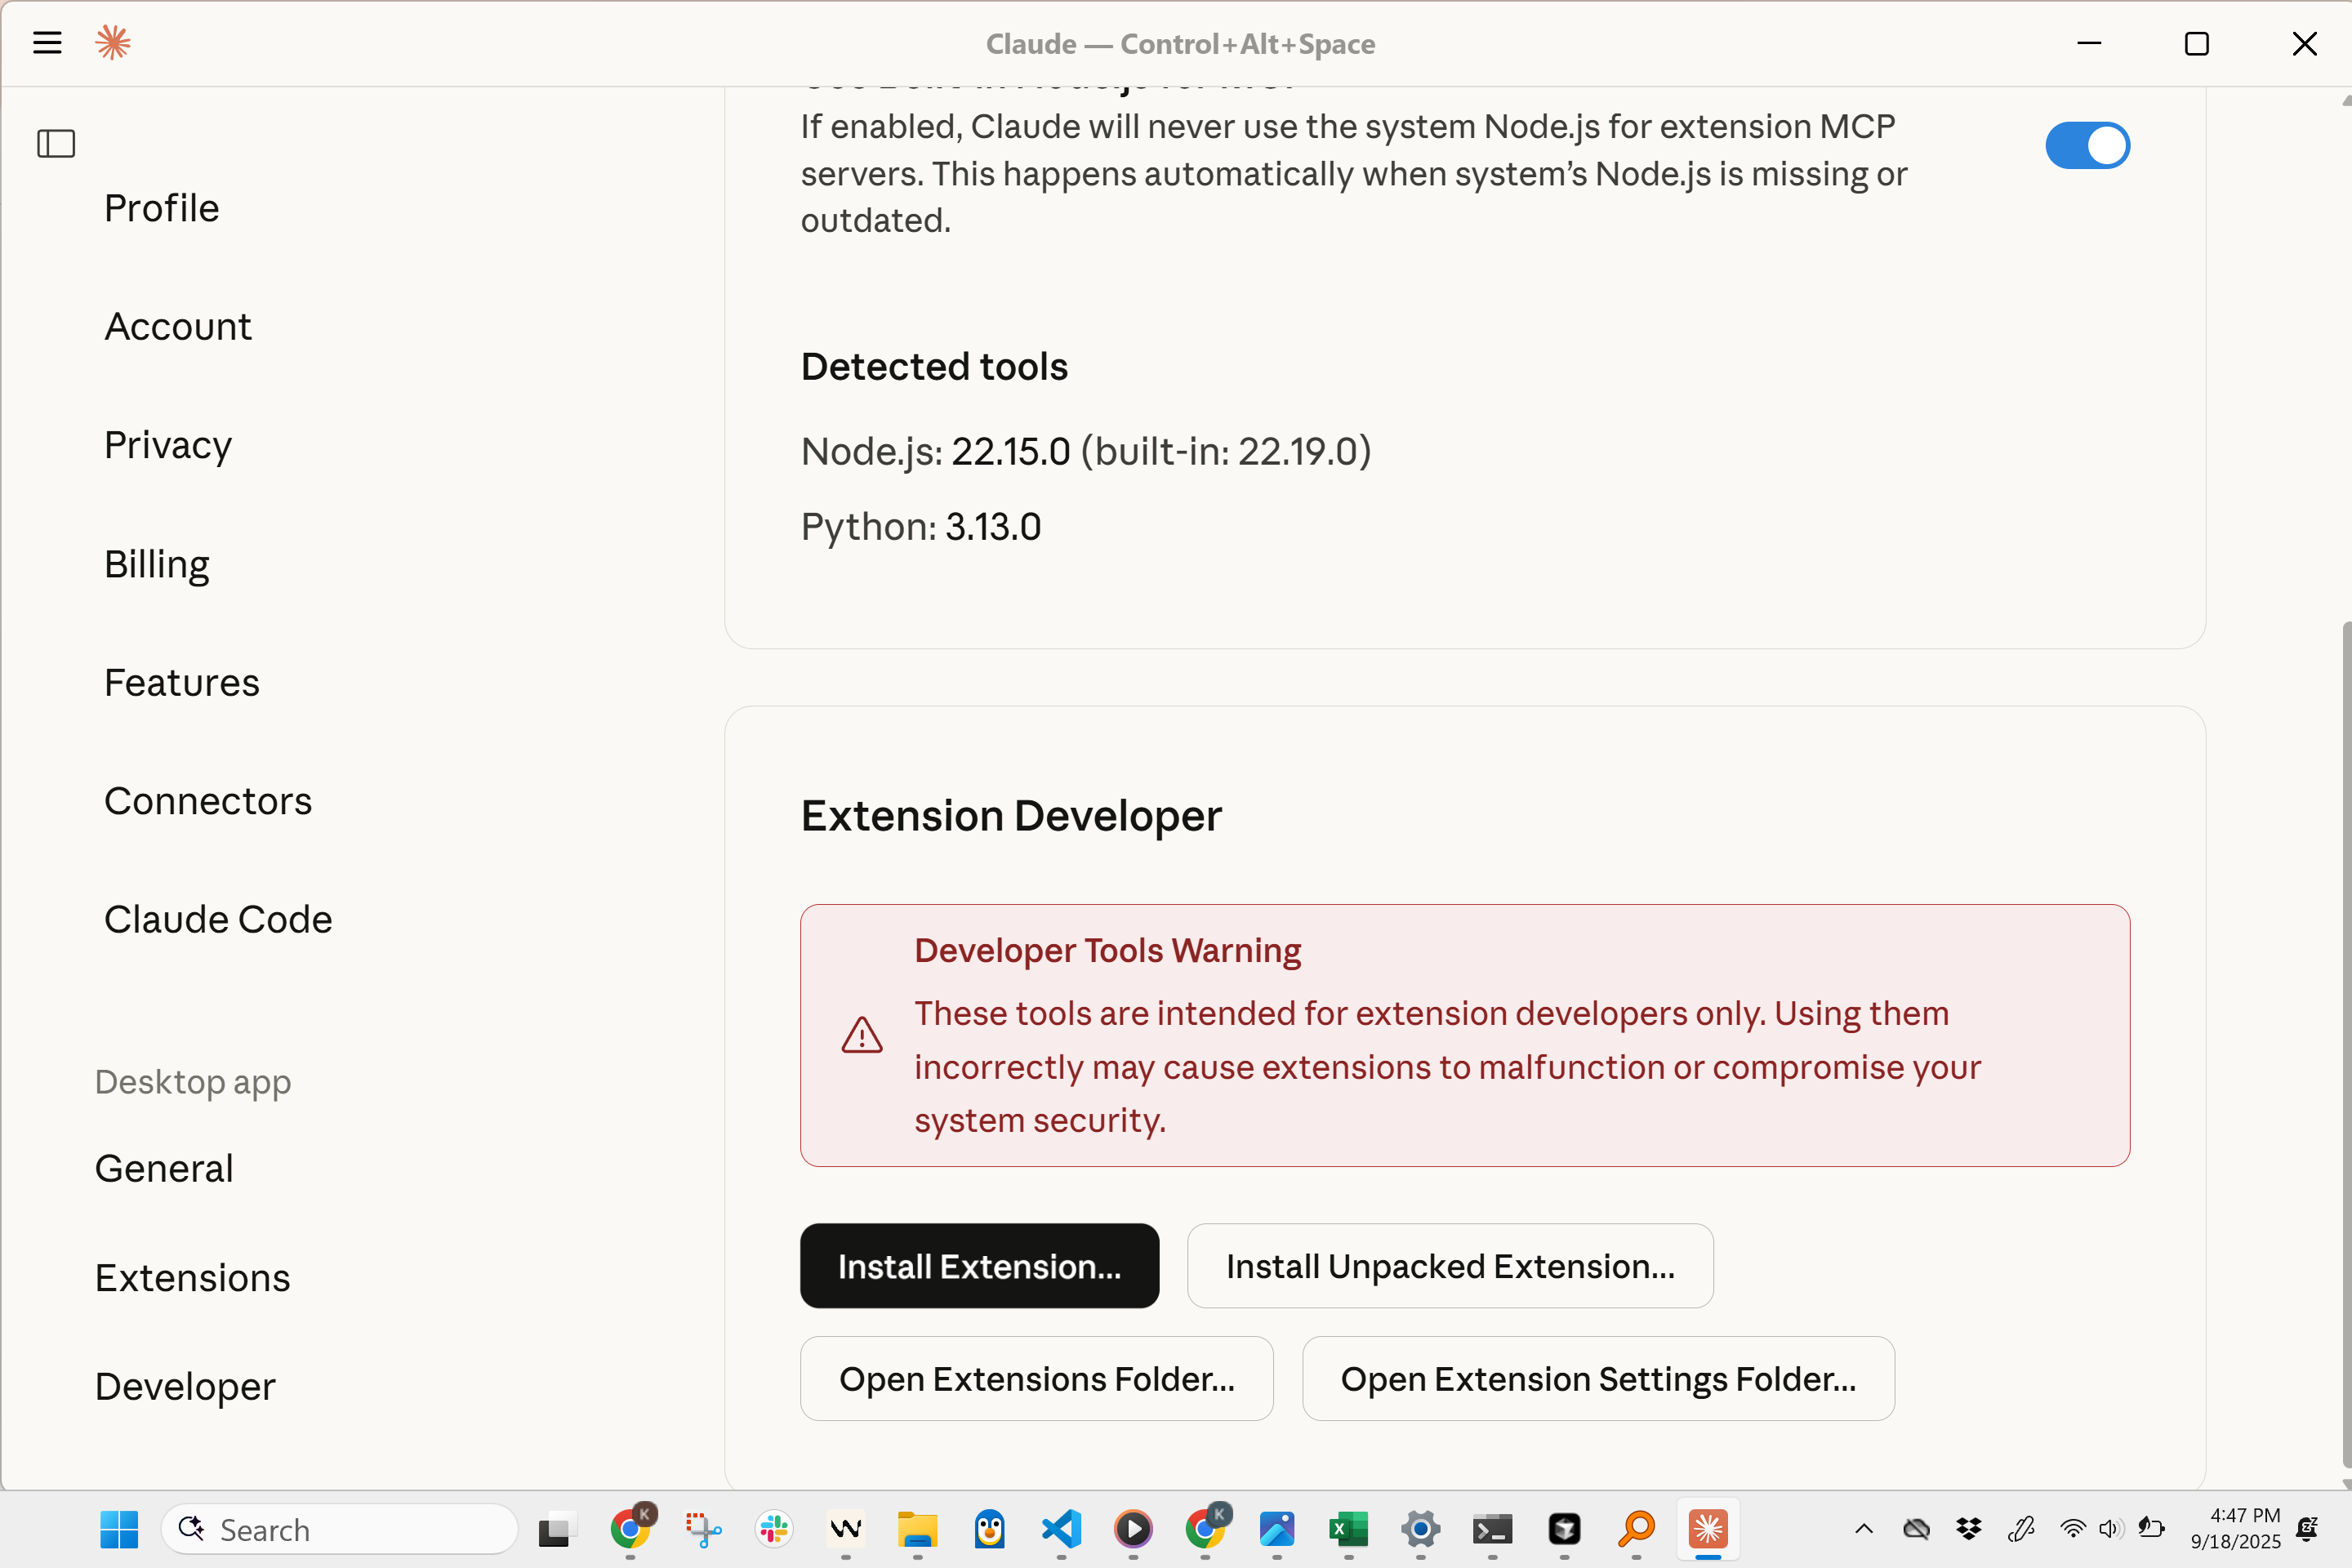 Claude — Control+Alt+Space
If enabled, Claude will never use the system Node.js for extension MCP
servers. This happens automatically when system’s Node.js is missing or
outdated.
Profile
Account
Privacy
Billing
Features
Connectors
Claude Code
Desktop app
General
Extensions
Developer
Detected tools
Node.js: 22.15.0 (built-in: 22.19.0)
Python: 3.13.0
Extension Developer
Developer Tools Warning
These tools are intended for extension developers only. Using them
incorrectly may cause extensions to malfunction or compromise your
system security.
Install Extension...
Install Unpacked Extension...
Open Extensions Folder...
Open Extension Settings Folder...
Search
K
K
4:47 PM
9/18/2025